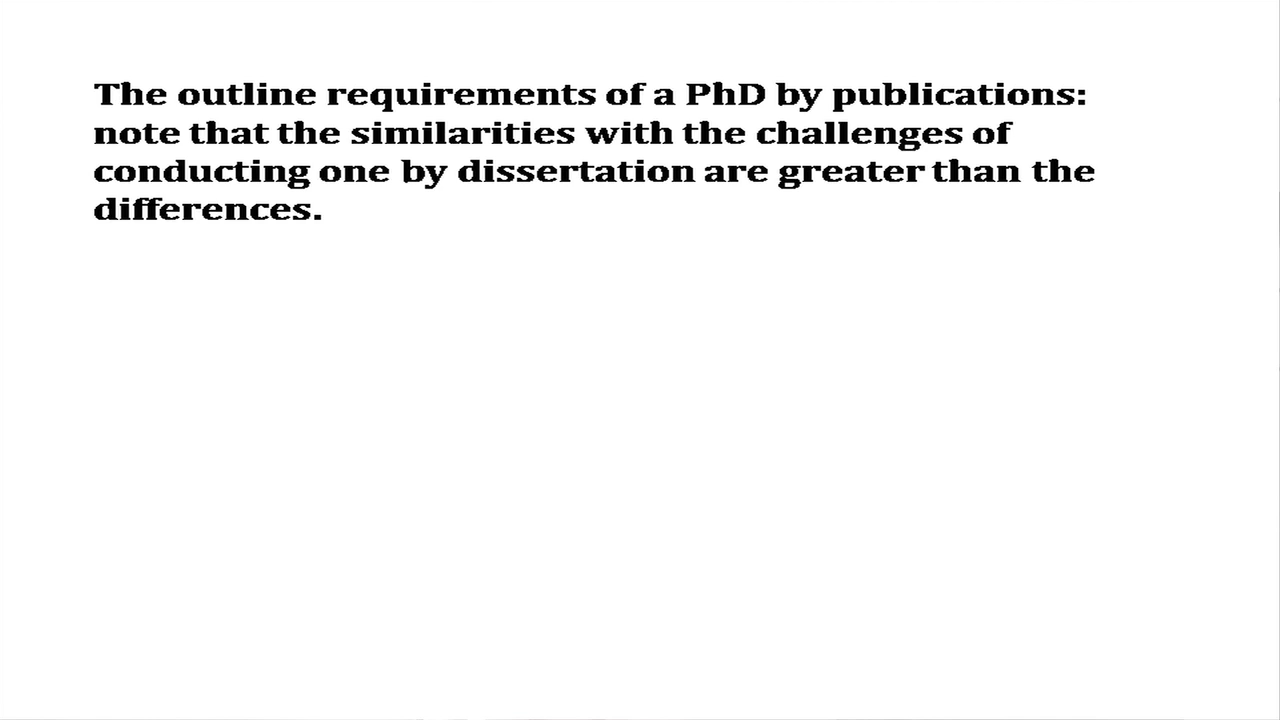 The outline requirements of a PhD by publications:
note that the similarities with the challenges of
conducting one by dissertation are greater than the
differences.